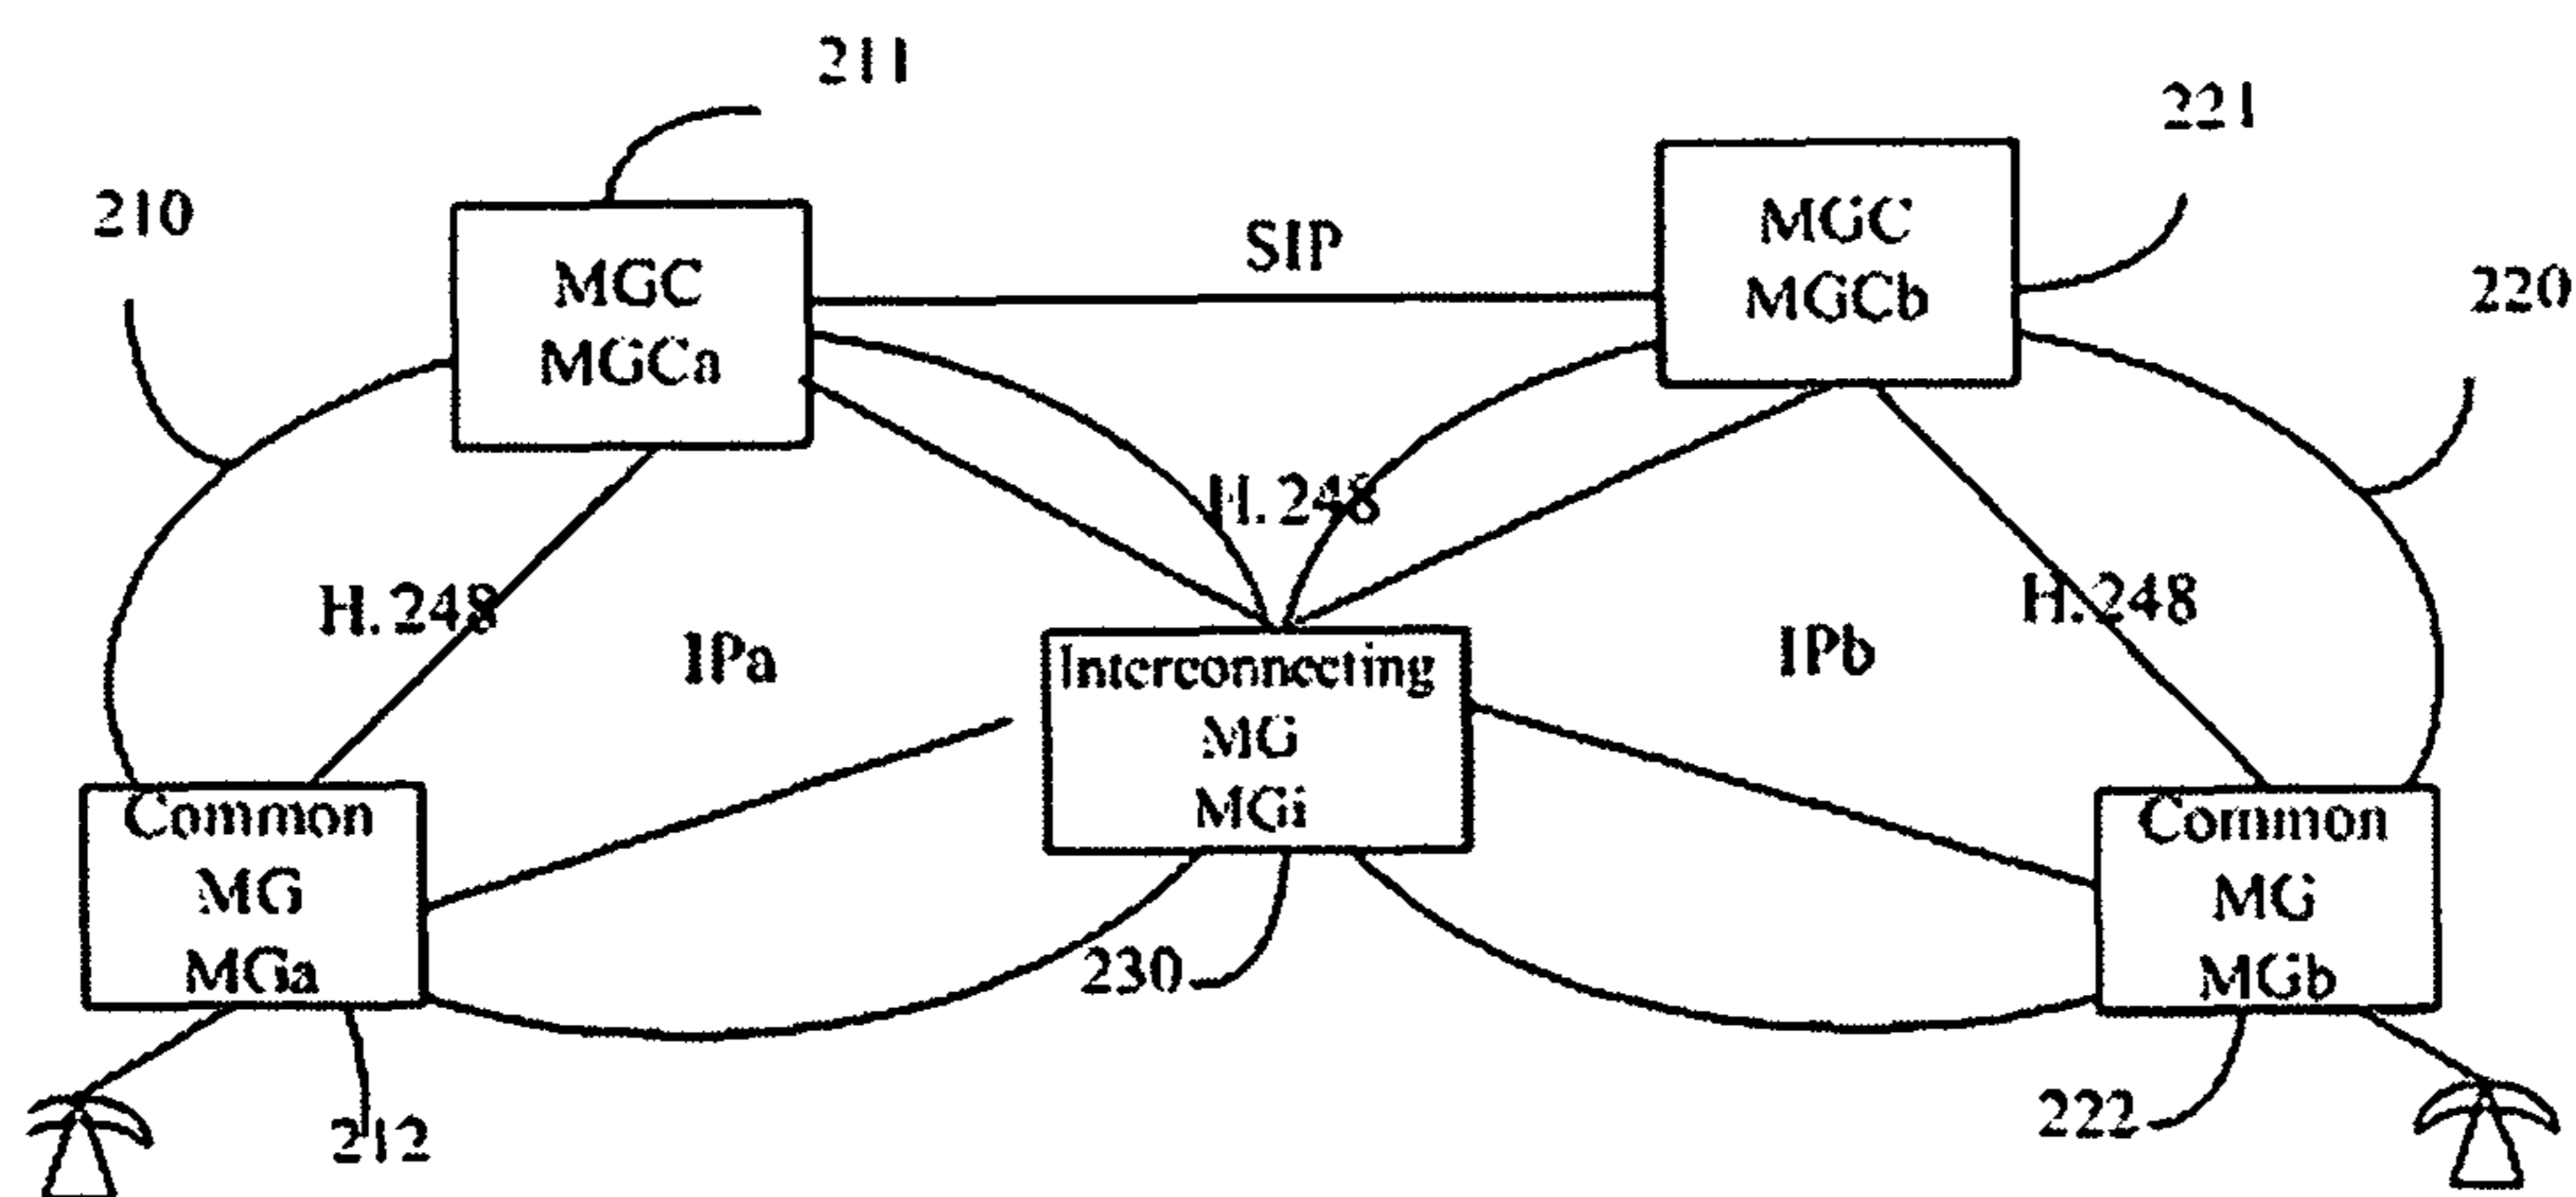 211
221
210
MGC
MGCa
SIP
MGC
MGCb
220
H.248
H.248
IPa
IPb
H.248
Interconnecting
MG
MGi
Common
MG
MGa
Common
MG
MGb
230
212
222